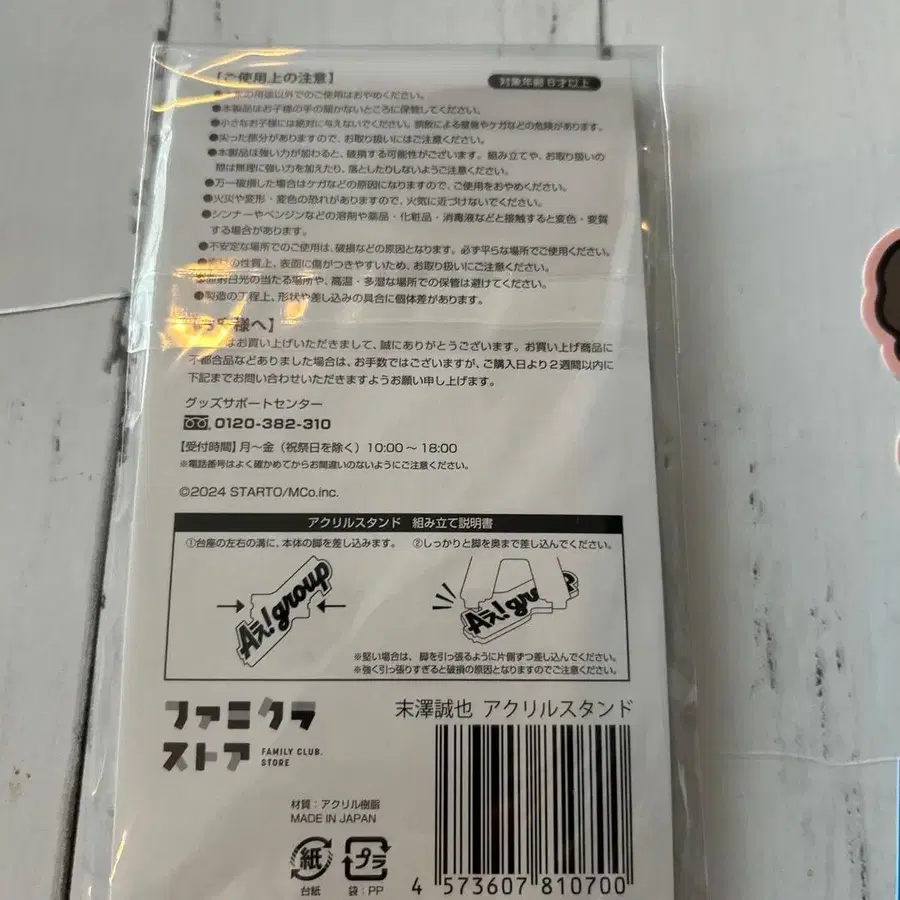 【ご使用上の注意】
対象年齢 6才以上
の用途以外でのご使用はおやめください。
●本製品はお子様の手の届かないところに保管してください。
●小さなお子様には絶対に与えないでください。誤飲による窒息やケガなどの危険があります。
●尖った部分がありますので、お取り扱いにはご注意ください。
●本製品は強い力が加わると、破損する可能性がございます。組み立てや、お取り扱いの
際は無理に強い力を加えたり、落としたりしないようご注意ください。
●万一破損した場合はケガなどの原因になりますので、ご使用をおやめください。
●火災や変形・変色の恐れがありますので、火気に近づけないでください。
●シンナーやベンジンなどの溶剤や薬品・化粧品・消毒液などと接触すると変色・変質
する場合があります。
●不安定な場所でのご使用は、破損などの原因となります。必ず平らな場所でご使用ください。
の性質上、表面に傷がつきやすいため、お取り扱いにご注意ください。
●直射日光の当たる場所や、高温・多湿な場所での保管は避けてください。
●製造の工程上、形状や差し込みの具合に個体差があります。
様へ】
はお買い上げいただきまして、誠にありがとうございます。お買い上げ商品に
不都合品などありました場合は、お手数ではございますが、ご購入日より2週間以内に
下記までお問い合わせいただきますようお願い申し上げます。
グッズサポートセンター
0120-382-310
【受付時間】月〜金（祝祭日を除く）10:00〜18:00
※電話番号はよく確かめてからお間違いのないようにご注意ください。
©2024 STARTO/MCo.inc.
アクリルスタンド 組み立て説明書
①台座の左右の溝に、本体の脚を差し込みます。 ②しっかりと脚を奥まで差し込んでください。
Aぇ! group
Aぇ! gr
※堅い場合は、脚を引っ張るように片側ずつ差し込んでください。
※強く引っ張りすぎると破損の原因となりますのでご注意ください。
ファミクラ
ストア
FAMILY CLUB.
STORE
末澤誠也 アクリルスタンド
材質：アクリル樹脂
MADE IN JAPAN
紙
台紙
プラ
袋：PP
4 573607 810700